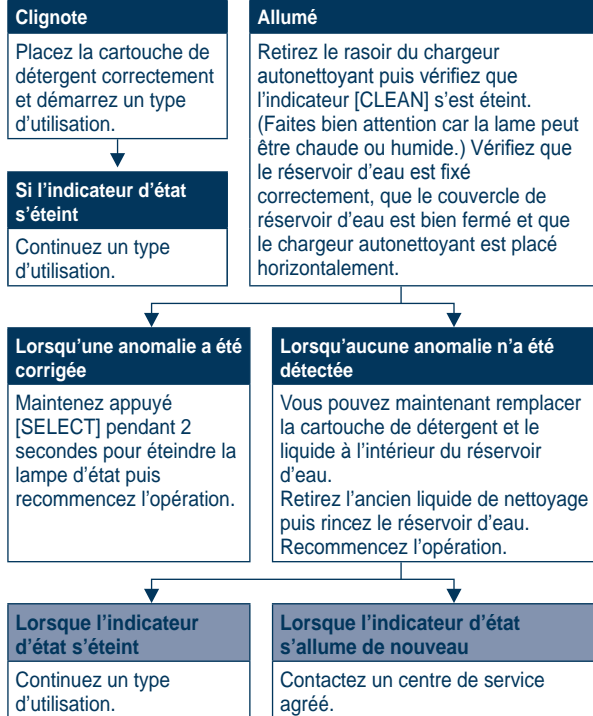 Clignote
Placez la cartouche de
détergent correctement
et démarrez un type
d'utilisation.
Si l'indicateur d'état
s'éteint
Continuez un type
d'utilisation.
Allumé
Retirez le rasoir du chargeur
autonettoyant puis vérifiez que
l'indicateur [CLEAN] s'est éteint.
(Faites bien attention car la lame peut
être chaude ou humide.) Vérifiez que
le réservoir d'eau est fixé
correctement, que le couvercle de
réservoir d'eau est bien fermé et que
le chargeur autonettoyant est placé
horizontalement.
Lorsqu'une anomalie a été
corrigée
Maintenez appuyé
[SELECT] pendant 2
secondes pour éteindre la
lampe d'état puis
recommencez l'opération.
Lorsqu'aucune anomalie n'a été
détectée
Vous pouvez maintenant remplacer
la cartouche de détergent et le
liquide à l'intérieur du réservoir
d'eau.
Retirez l'ancien liquide de nettoyage
puis rincez le réservoir d'eau.
Recommencez l'opération.
Lorsque l'indicateur
d'état s'éteint
Continuez un type
d'utilisation.
Lorsque l'indicateur d'état
s'allume de nouveau
Contactez un centre de service
agréé.